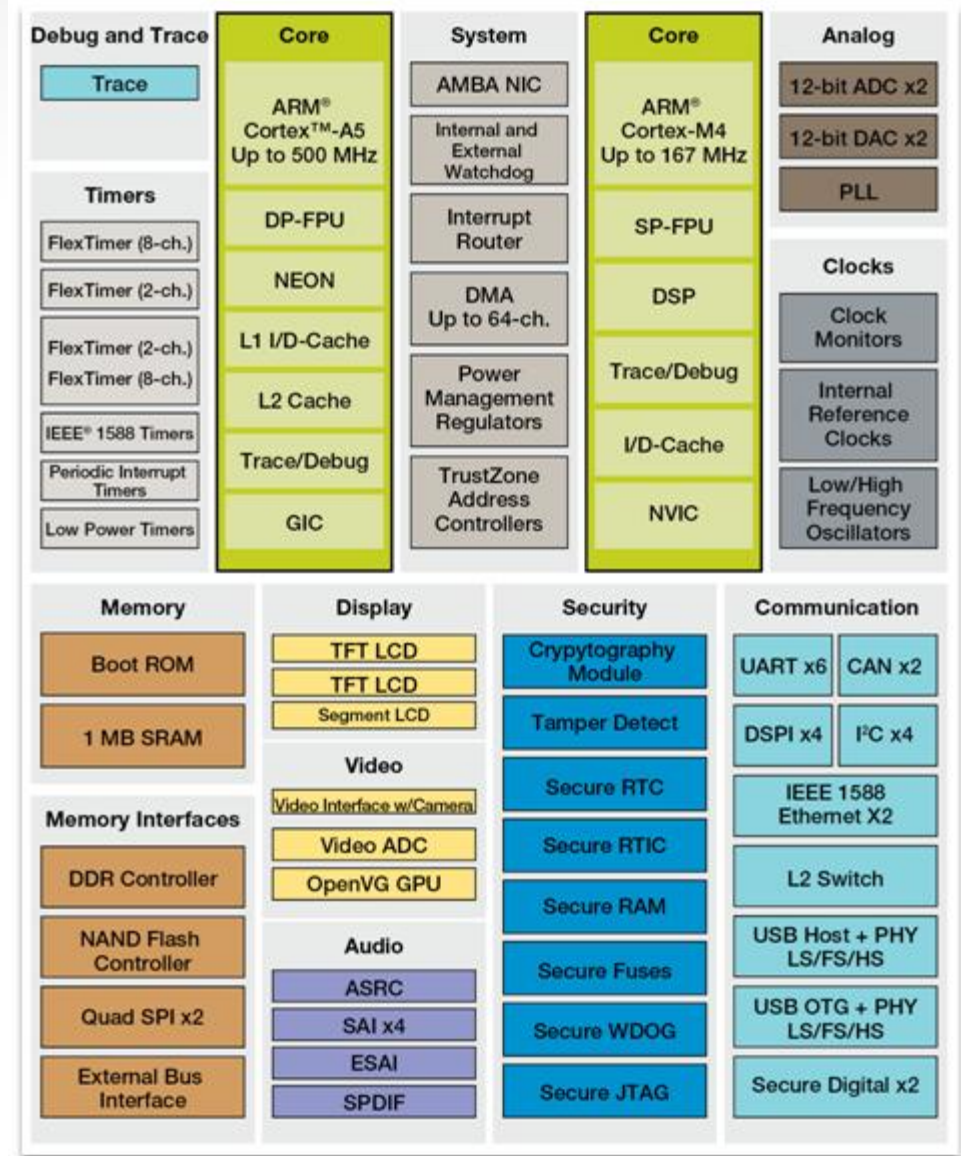 Debug and Trace
Trace
Timers
FlexTimer (8-ch.)
FlexTimer (2-ch.)
FlexTimer (2-ch.)
FlexTimer (8-ch.)
IEEE® 1588 Timers
Periodic Interrupt
Timers
Low Power Timers
Core
ARM®
Cortex™-A5
Up to 500 MHz
DP-FPU
NEON
L1 I/D-Cache
L2 Cache
Trace/Debug
GIC
System
AMBA NIC
Internal and
External
Watchdog
Interrupt
Router
DMA
Up to 64-ch.
Power
Management
Regulators
TrustZone
Address
Controllers
Core
ARM®
Cortex-M4
Up to 167 MHz
SP-FPU
DSP
Trace/Debug
I/D-Cache
NVIC
Analog
12-bit ADC x2
12-bit DAC x2
PLL
Clocks
Clock
Monitors
Internal
Reference
Clocks
Low/High
Frequency
Oscillators
Memory
Boot ROM
1 MB SRAM
Memory Interfaces
DDR Controller
NAND Flash
Controller
Quad SPI x2
External Bus
Interface
Display
TFT LCD
TFT LCD
Segment LCD
Video
Video Interface w/Camera
Video ADC
OpenVG GPU
Audio
ASRC
SAI x4
ESAI
SPDIF
Security
Crypytography
Module
Tamper Detect
Secure RTC
Secure RTIC
Secure RAM
Secure Fuses
Secure WDOG
Secure JTAG
Communication
UART x6
CAN x2
DSPI x4
I²C x4
IEEE 1588
Ethernet X2
L2 Switch
USB Host + PHY
LS/FS/HS
USB OTG + PHY
LS/FS/HS
Secure Digital x2